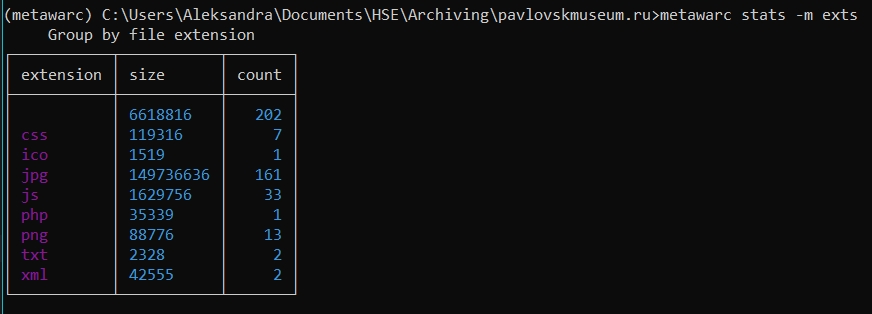 (metawarc) C:\Users\Aleksandra\Documents\HSE\Archiving\pavlovskmuseum.ru>metawarc stats -m exts
Group by file extension
extension size count
6618816 202
css 119316 7
ico 1519 1
jpg 149736636 161
js 1629756 33
php 35339 1
png 88776 13
txt 2328 2
xml 42555 2